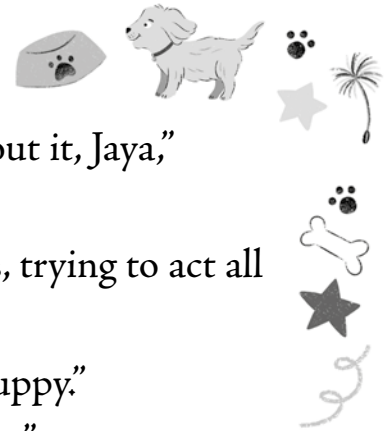 out it, Jaya,”
, trying to act all
uppy.”
”